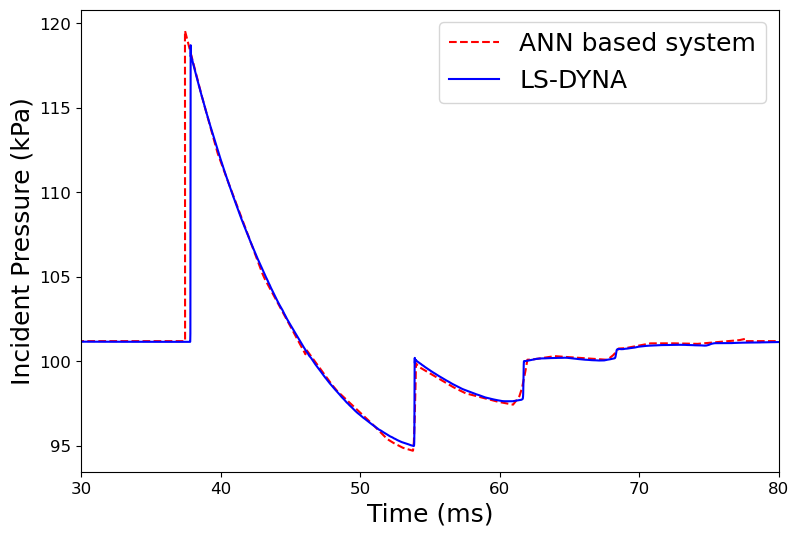 ANN based system
LS-DYNA
Incident Pressure (kPa)
120
115
110
105
100
95
30 40 50 60 70 80
Time (ms)